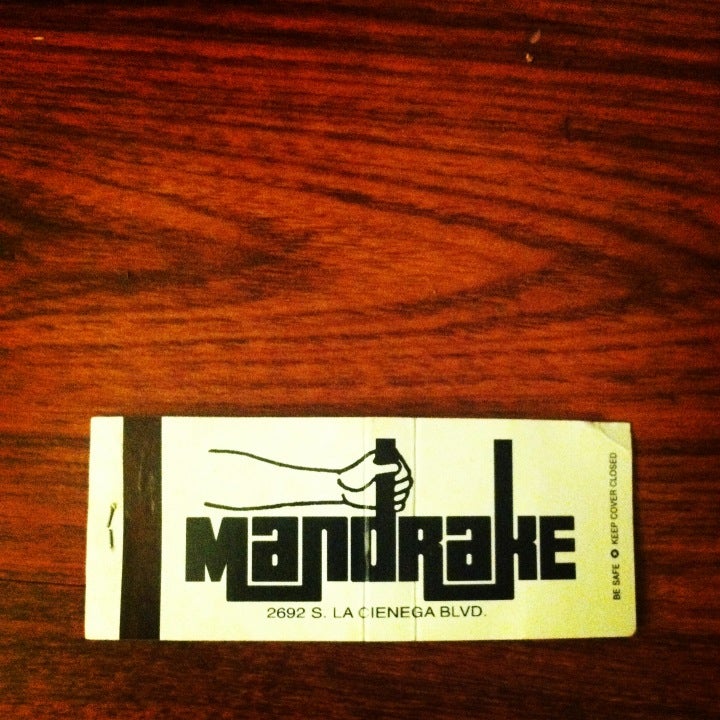 MANDRAKE
2692 S. LA CIENEGA BLVD.
BE SAFE ✪ KEEP COVER CLOSED